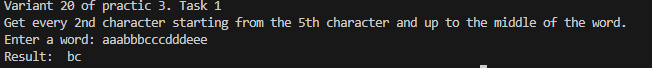 Variant 20 of practic 3. Task 1
Get every 2nd character starting from the 5th character and up to the middle of the word.
Enter a word: aaabbbcccdddeee
Result:  bc